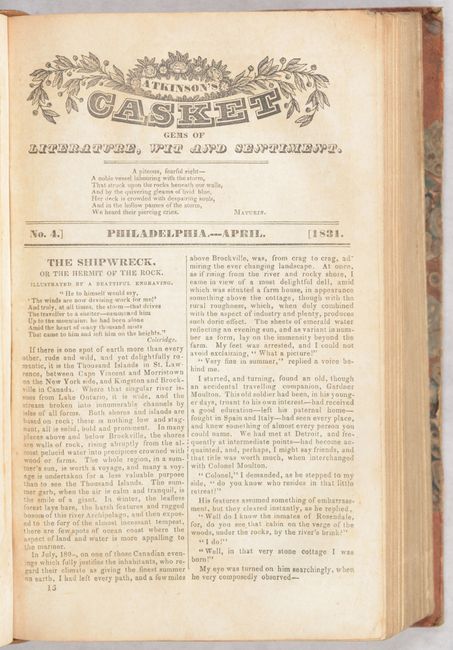 ATKINSON'S
CASKET
GEMS OF
LITERATURE, WIT AND SENTIMENT.
A piteous, fearful sight—
A noble vessel labouring with the storm,
That struck upon the rocks beneath our walls,
And by the quivering gleams of livid blue,
Her deck is crowded with despairing souls,
And in the hollow pauses of the storm,
We heard their piercing cries. MATURIN.
No. 4.] PHILADELPHIA.—APRIL. [1831.
THE SHIPWRECK,
OR THE HERMIT OF THE ROCK.
ILLUSTRATED BY A BEAUTIFUL ENGRAVING.
"He to himself would say,
'The winds are now devising work for me!'
And truly, at all times, the storm—that drives
The traveller to a shelter—summoned him
Up to the mountains: he had been alone
Amid the heart of many thousand mists
That came to him and left him on the heights."
Coleridge.
If there is one spot of earth more than every
other, rude and wild, and yet delightfully ro-
mantic, it is the Thousand Islands in St. Law-
rence, between Cape Vincent and Morristown
on the New York side, and Kingston and Brock-
ville in Canada. Where that singular river is-
sues from Lake Ontario, it is wide, and the
stream broken into innumerable channels by
isles of all forms. Both shores and islands are
based on rock; there is nothing low and stag-
nant, all is solid, bold and prominent. In many
places above and below Brockville, the shores
are walls of rock, rising abruptly from the al-
most pelucid water into precipices crowned with
wood or farms. The whole region, in a sum-
mer's sun, is worth a voyage, and many a voy-
age is undertaken for a less valuable purpose
than to see the Thousand Islands. The sum-
mer garb, when the air is calm and tranquil, is
the smile of a giant. In winter, the leafless
forest lays bare, the harsh features and rugged
bosom of this river Archipelago, and then expos-
ed to the fury of the almost incessant tempest,
there are few spots of ocean coast where the
aspect of land and water is more appalling to
the mariner.
In July, 180-, on one of those Canadian even-
ings which fully justifies the inhabitants, who re-
gard their climate as giving the finest summer
on earth, I had left every path, and a few miles
15
above Brockville, was, from crag to crag, ad-
miring the ever changing landscape. At once,
as if rising from the river and rocky shore, I
came in view of a most delightful dell, amid
which was situated a farm house, in appearance
something above the cottage, though with the
rural roughness, which, when duly combined
with the aspect of industry and plenty, produces
such doric effect. The sheets of emerald water
reflecting an evening sun, and as variant in num-
ber as form, lay on the immensity beyond the
farm. My feet was arrested, and I could not
avoid exclaiming, "What a picture!"
"Very fine in summer," replied a voice be-
hind me.
I started, and turning, found an old, though
an accidental travelling companion, Gardner
Moulton. This old soldier had been, in his young-
er days, truant to his own interest—had received
a good education—left his paternal home—
fought in Spain and Italy—had seen every place,
and knew something of almost every person you
could name. We had met at Detroit, and fre-
quently at intermediate points—had become ac-
quainted, and, perhaps, I might say friends, and
that title was worth much, when interchanged
with Colonel Moulton.
"Colonel," I demanded, as he stepped to my
side, "do you know who resides in that little
retreat!"
His features assumed something of embarrass-
ment, but they cleared instantly, as he replied,
"Well do I know the inmates of Rosendale,
for, do you see that cabin on the verge of the
woods, under the rocks, by the river's brink?"
"I do!"
"Well, in that very stone cottage I was
born!"
My eye was turned on him searchingly, when
he very composedly observed—